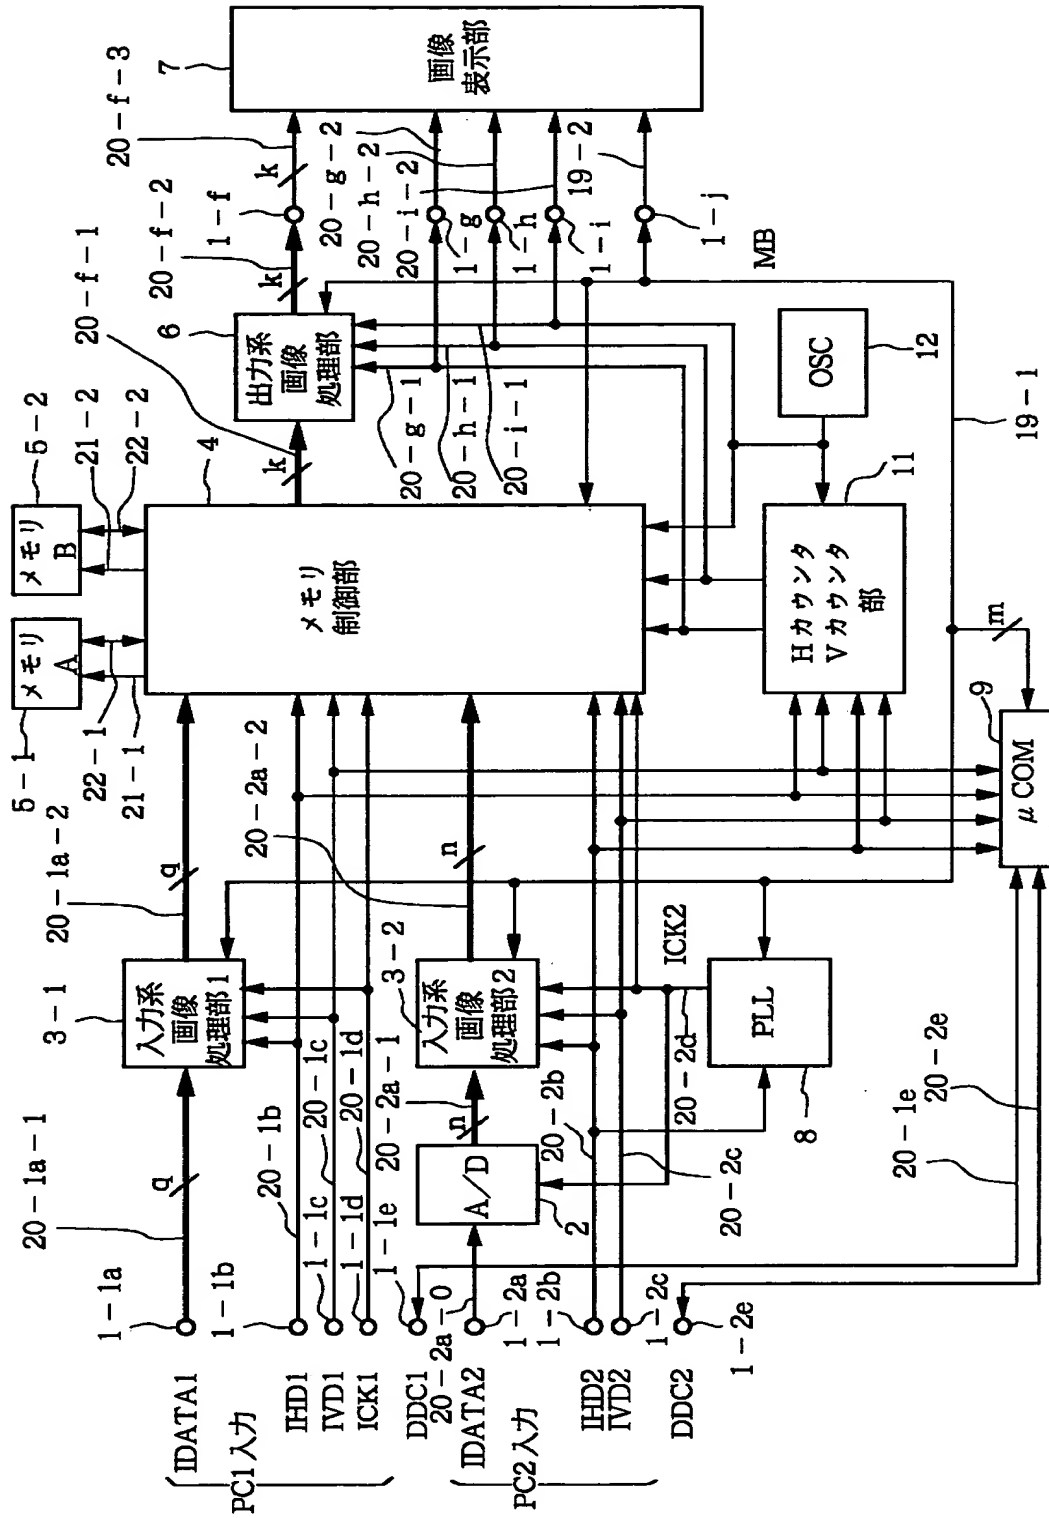 PC1入力
IDATA1
IHD1
IVD1
ICK1
DDC1
PC2入力
IDATA2
IHD2
IVD2
DDC2
1-1a
1-1b
1-1c
1-1d
1-1e
20-2a-0
1-2a
1-2b
1-2c
1-2e
20-1a-1
q
20-1b
20-1c
20-1d
20-2a-1
n
A/D
2
20-2b
20-2c
20-2d
3-1
入力系
画像
処理部1
3-2
入力系
画像
処理部2
ICK2
PLL
8
20-1e
20-2e
20-1a-2
q
20-2a-2
n
5-1
メモリ
A
22-1
21-1
5-2
メモリ
B
21-2
22-2
4
メモリ
制御部
Hカウンタ
Vカウンタ
部
11
9
μCOM
m
19-1
OSC
12
20-f-1
k
6
出力系
画像
処理部
20-g-1
20-h-1
20-i-1
20-f-2
k
1-f
20-f-3
k
20-g-2
20-h-2
20-i-2
19-2
1-g
1-h
1-i
1-j
MB
7
画像
表示部